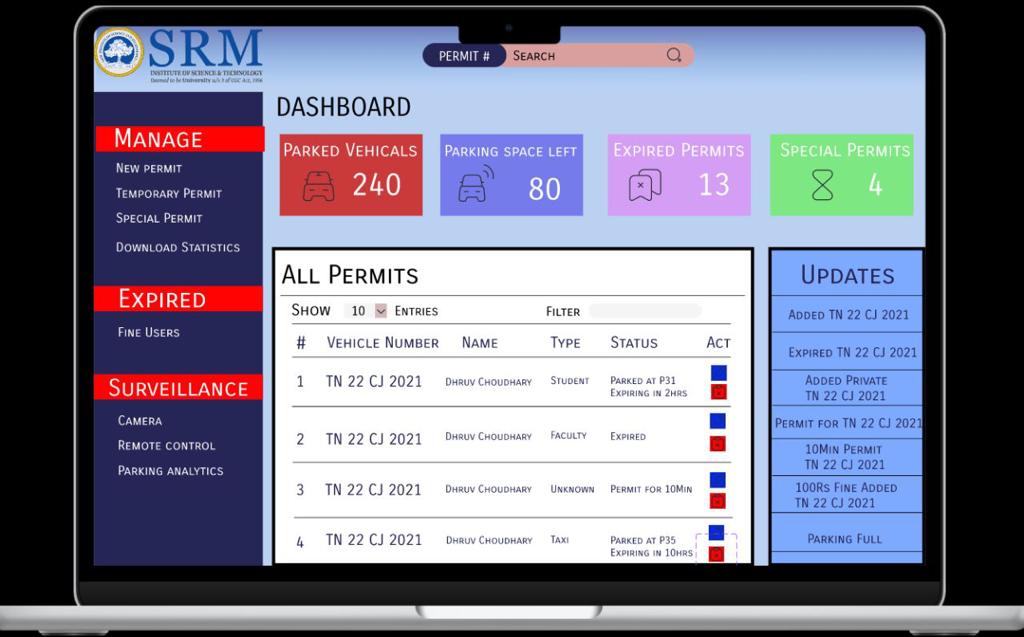 SRM
INSTITUTE OF SCIENCE & TECHNOLOGY
Deemed to be University u/s 3 of UGC Act, 1956
PERMIT # SEARCH
DASHBOARD
MANAGE
NEW PERMIT
TEMPORARY PERMIT
SPECIAL PERMIT
DOWNLOAD STATISTICS
EXPIRED
FINE USERS
SURVEILLANCE
CAMERA
REMOTE CONTROL
PARKING ANALYTICS
PARKED VEHICALS
240
PARKING SPACE LEFT
80
EXPIRED PERMITS
13
SPECIAL PERMITS
4
ALL PERMITS
SHOW 10 ENTRIES FILTER
# VEHICLE NUMBER NAME TYPE STATUS ACT
1 TN 22 CJ 2021 DHRUV CHOUDHARY STUDENT PARKED AT P31
EXPIRING IN 2HRS
2 TN 22 CJ 2021 DHRUV CHOUDHARY FACULTY EXPIRED
3 TN 22 CJ 2021 DHRUV CHOUDHARY UNKNOWN PERMIT FOR 10MIN
4 TN 22 CJ 2021 DHRUV CHOUDHARY TAXI PARKED AT P35
EXPIRING IN 10HRS
UPDATES
ADDED TN 22 CJ 2021
EXPIRED TN 22 CJ 2021
ADDED PRIVATE
TN 22 CJ 2021
PERMIT FOR TN 22 CJ 2021
10MIN PERMIT
TN 22 CJ 2021
100RS FINE ADDED
TN 22 CJ 2021
PARKING FULL